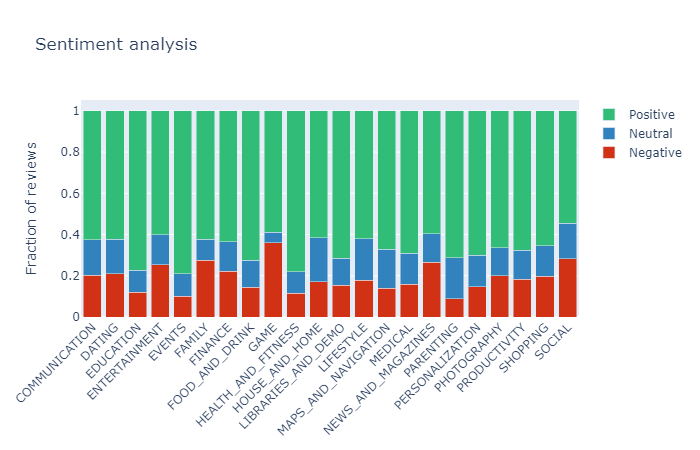 Sentiment analysis
Positive
Neutral
Negative
Fraction of reviews
1
0.8
0.6
0.4
0.2
0
COMMUNICATION
DATING
EDUCATION
ENTERTAINMENT
EVENTS
FAMILY
FINANCE
FOOD_AND_DRINK
GAME
HEALTH_AND_FITNESS
HOUSE_AND_HOME
LIBRARIES_AND_DEMO
LIFESTYLE
MAPS_AND_NAVIGATION
MEDICAL
NEWS_AND_MAGAZINES
PARENTING
PERSONALIZATION
PHOTOGRAPHY
PRODUCTIVITY
SHOPPING
SOCIAL